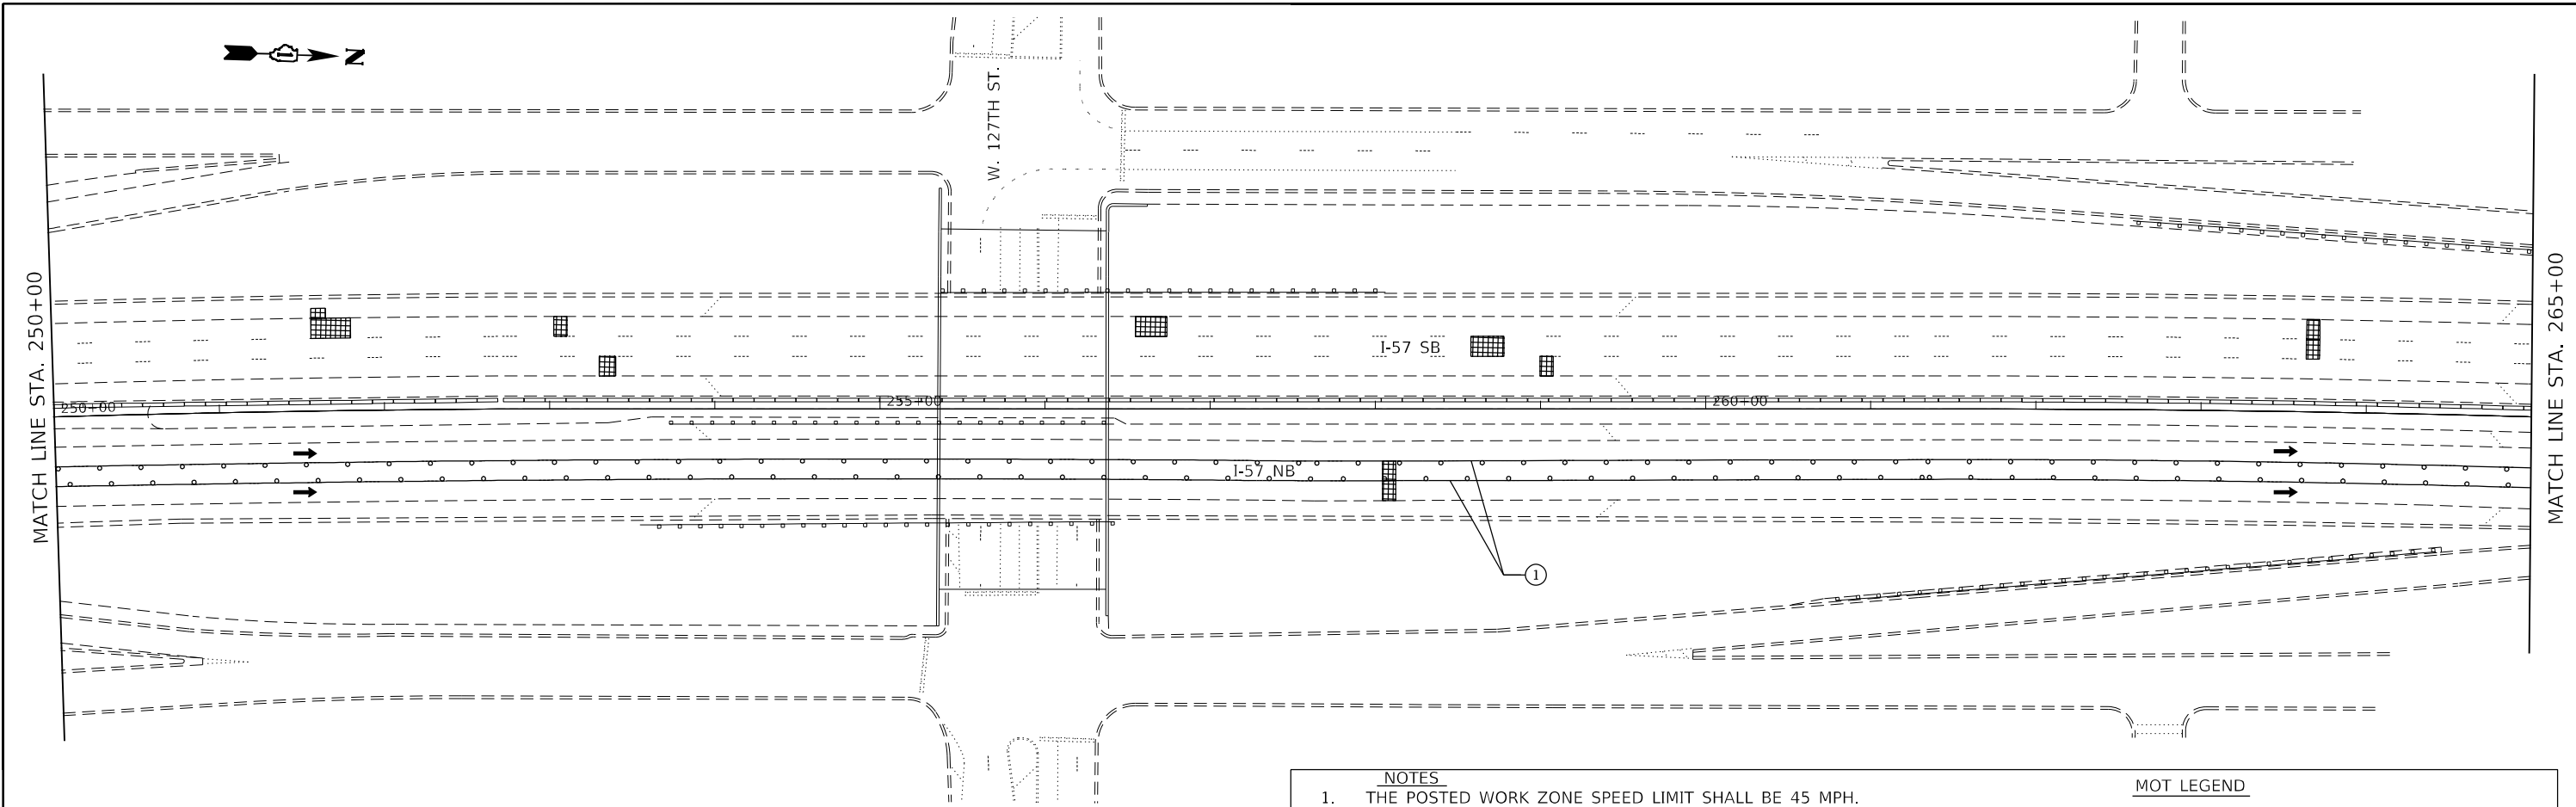 N
W. 127TH ST.
MATCH LINE STA. 250+00
MATCH LINE STA. 265+00
I-57 SB
250+00
255+00
260+00
I-57 NB
1
NOTES
1. THE POSTED WORK ZONE SPEED LIMIT SHALL BE 45 MPH.
MOT LEGEND